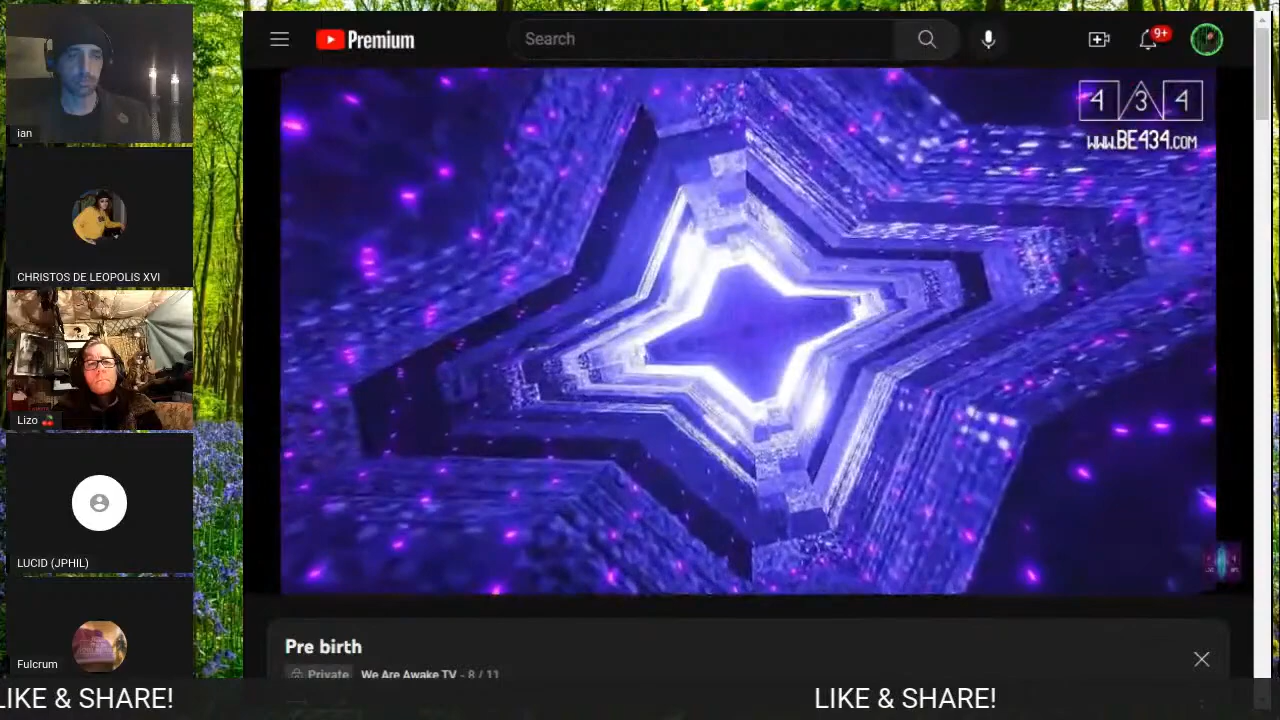 ian
CHRISTOS DE LEOPOLIS XVI
Lizo
LUCID (JPHIL)
Fulcrum
Premium
Search
9+
4 3 4
www.BE434.com
Pre birth
Private We Are Awake TV - 8 / 11
LIKE & SHARE! LIKE & SHARE!